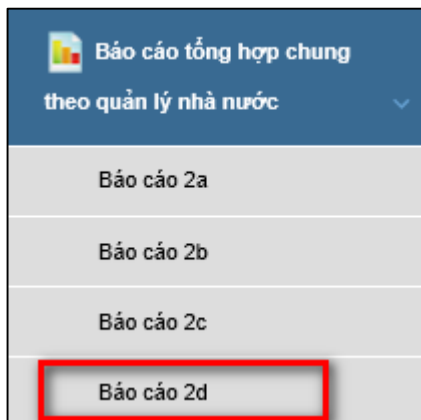 Báo cáo tổng hợp chung
theo quản lý nhà nước
Báo cáo 2a
Báo cáo 2b
Báo cáo 2c
Báo cáo 2d